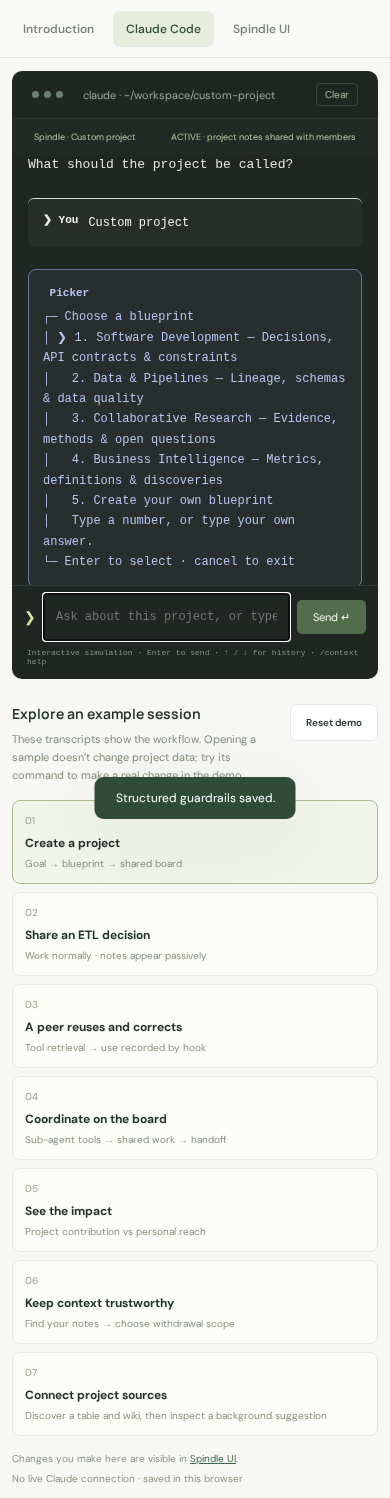 Introduction Claude Code Spindle UI
claude · ~/workspace/custom-project Clear
Spindle · Custom project ACTIVE · project notes shared with members
What should the project be called?
❯ You Custom project
Picker
┌─ Choose a blueprint
│ ❯ 1. Software Development — Decisions,
API contracts & constraints
│   2. Data & Pipelines — Lineage, schemas
& data quality
│   3. Collaborative Research — Evidence,
methods & open questions
│   4. Business Intelligence — Metrics,
definitions & discoveries
│   5. Create your own blueprint
│   Type a number, or type your own
answer.
└─ Enter to select · cancel to exit
❯ Ask about this project, or type Send ↵
Interactive simulation · Enter to send · ↑ / ↓ for history · /context
help
Explore an example session
Reset demo
These transcripts show the workflow. Opening a
sample doesn’t change project data; try its
command to make a real change in the demo.
Structured guardrails saved.
01
Create a project
Goal → blueprint → shared board
02
Share an ETL decision
Work normally · notes appear passively
03
A peer reuses and corrects
Tool retrieval → use recorded by hook
04
Coordinate on the board
Sub-agent tools → shared work → handoff
05
See the impact
Project contribution vs personal reach
06
Keep context trustworthy
Find your notes → choose withdrawal scope
07
Connect project sources
Discover a table and wiki, then inspect a background suggestion
Changes you make here are visible in Spindle UI.
No live Claude connection · saved in this browser